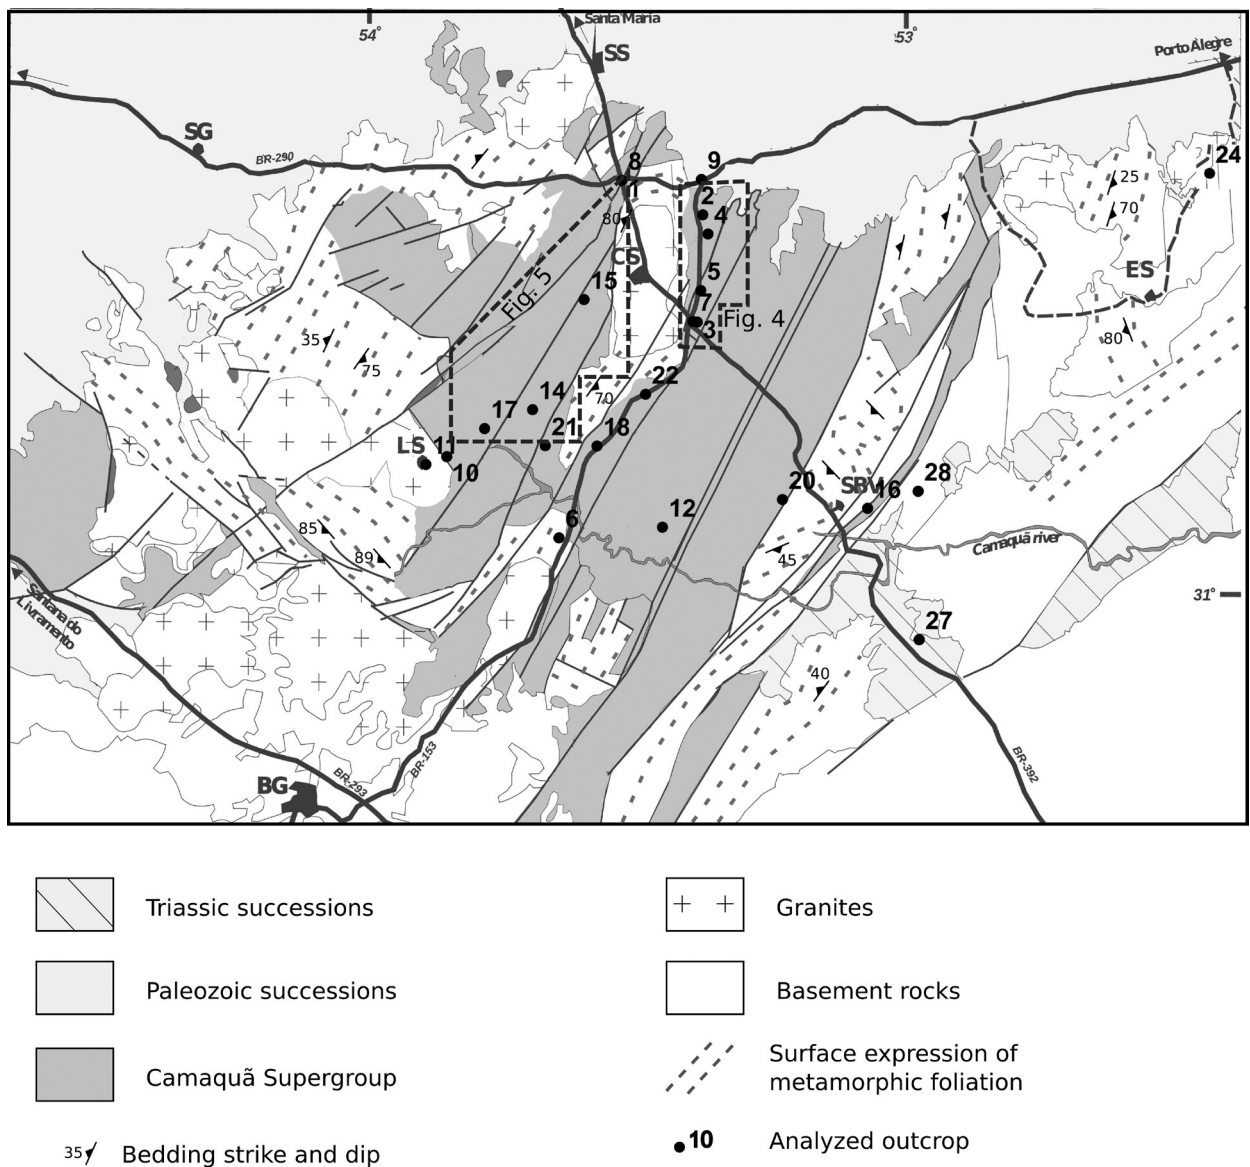 54°
53°
Santa Maria
SS
Porto Alegre
SG
BR-290
8
9
24
1
2
25
80
4
70
CS
5
ES
15
Fig. 5
7
Fig. 4
3
35
80
75
22
70
14
17
21
18
LS
11
10
28
20
SBV
16
12
85
6
89
45
Camaquã river
31°
Santana do
Livramento
27
40
BR-153
BR-392
BG
BR-293
Triassic successions
Granites
Paleozoic successions
Basement rocks
Camaquã Supergroup
Surface expression of
metamorphic foliation
35
Bedding strike and dip
10
Analyzed outcrop